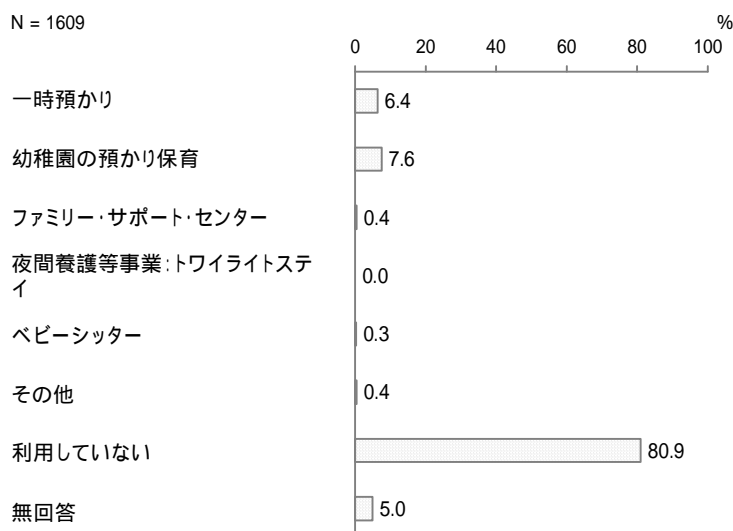 N = 1609
%
0 20 40 60 80 100
一時預かり 6.4
幼稚園の預かり保育 7.6
ファミリー・サポート・センター 0.4
夜間養護等事業:トワイライトステ
イ 0.0
ベビーシッター 0.3
その他 0.4
利用していない 80.9
無回答 5.0